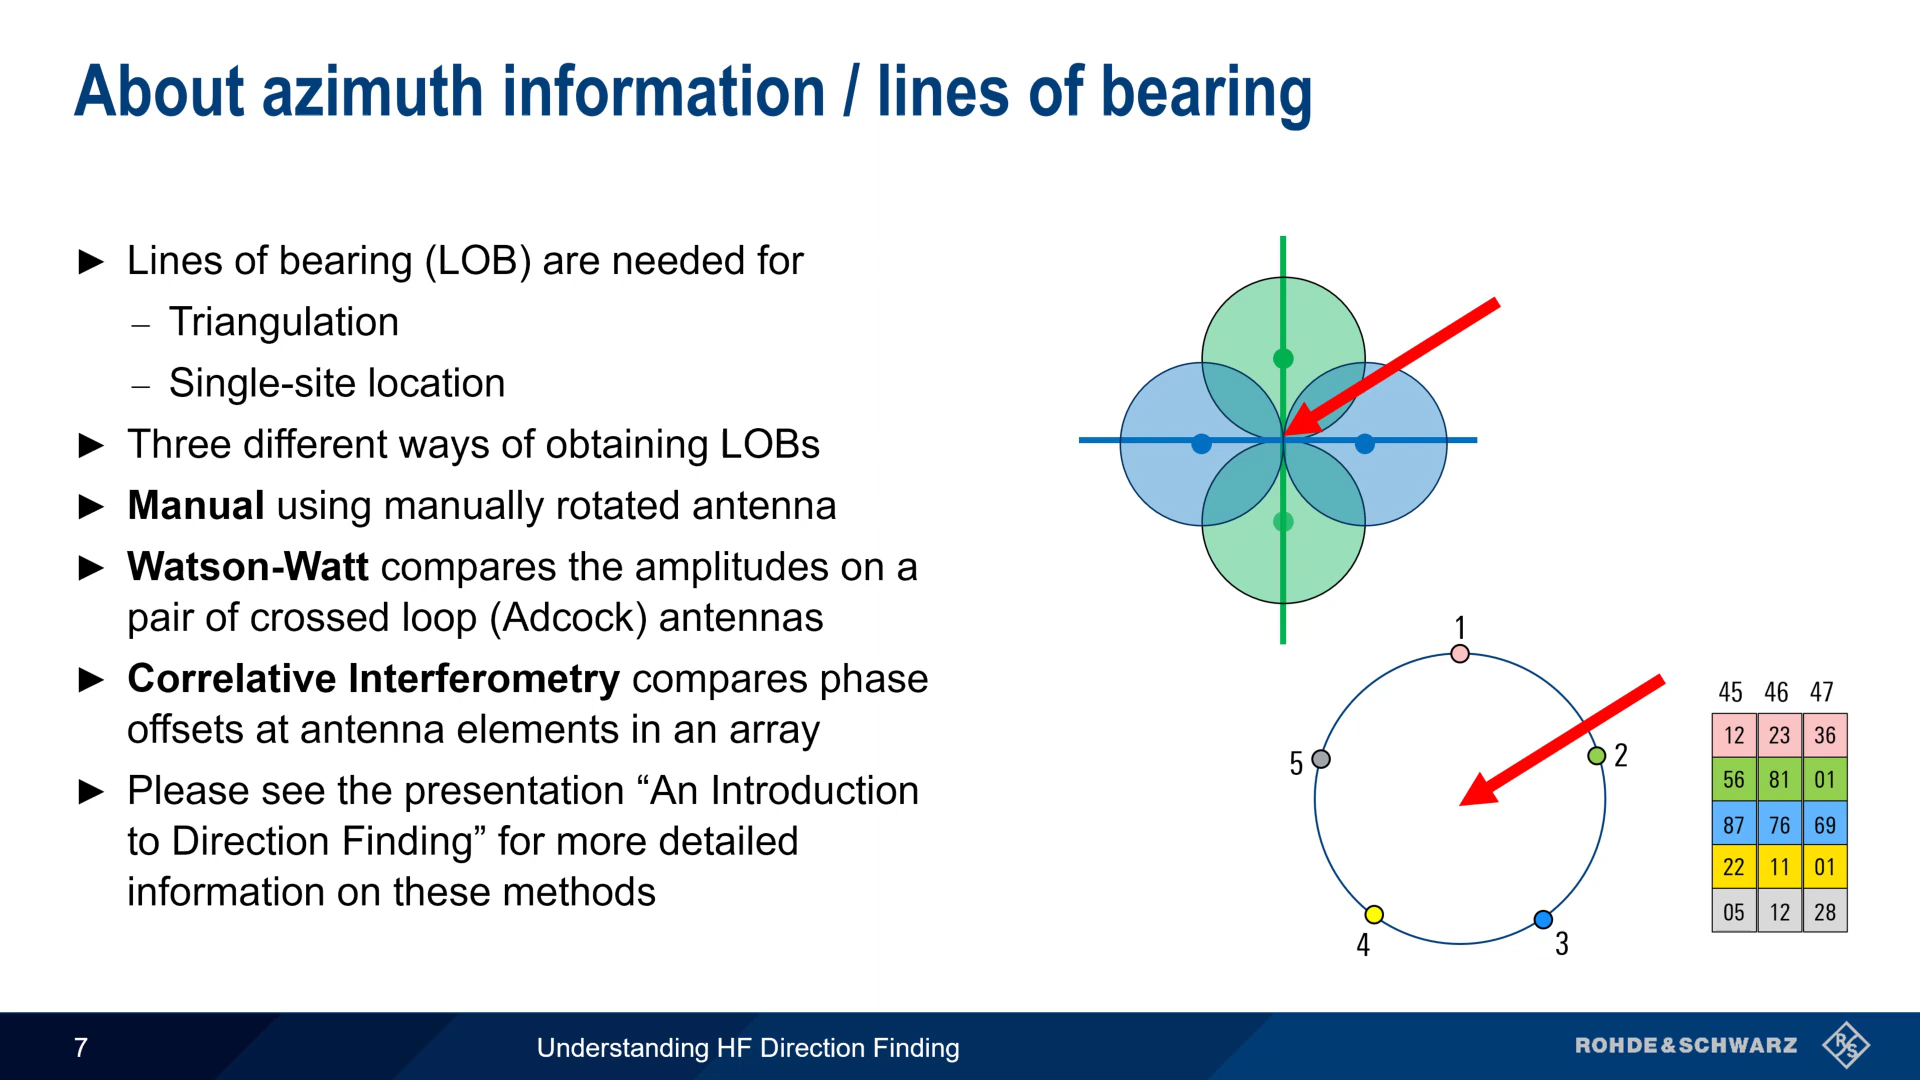 About azimuth information / lines of bearing
► Lines of bearing (LOB) are needed for
– Triangulation
– Single-site location
► Three different ways of obtaining LOBs
► Manual using manually rotated antenna
► Watson-Watt compares the amplitudes on a
pair of crossed loop (Adcock) antennas
► Correlative Interferometry compares phase
offsets at antenna elements in an array
► Please see the presentation “An Introduction
to Direction Finding” for more detailed
information on these methods
1
2
3
4
5
45 46 47
12 23 36
56 81 01
87 76 69
22 11 01
05 12 28
7
Understanding HF Direction Finding
ROHDE&SCHWARZ
R&S